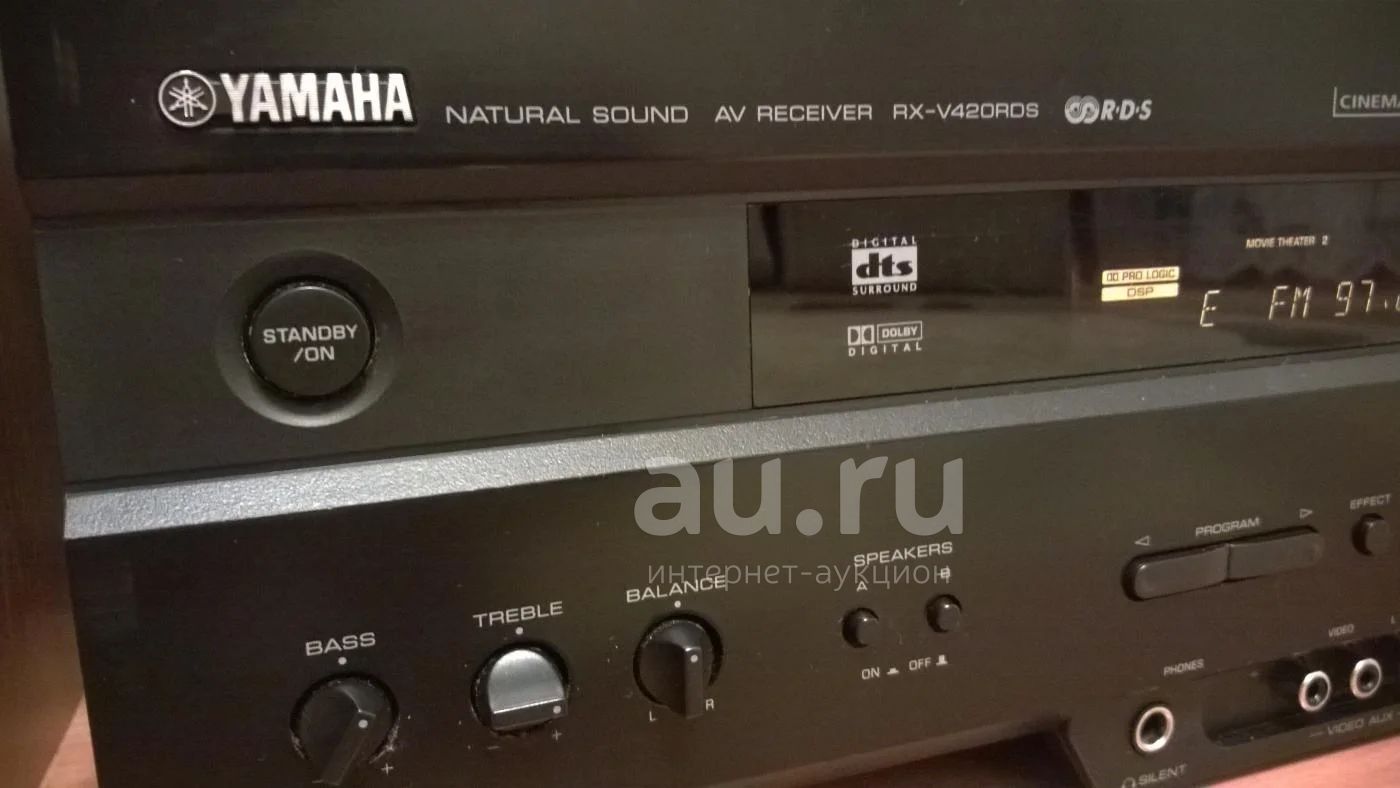 YAMAHA NATURAL SOUND AV RECEIVER RX-V420RDS R·D·S
CINEMA
STANDBY
/ON
DIGITAL
dts
SURROUND
DOLBY
DIGITAL
PRO LOGIC
DSP
MOVIE THEATER 2
E FM 97.
au.ru
интернет-аукцион
BASS
+
TREBLE
- +
BALANCE
L R
SPEAKERS
A B
ON OFF
PROGRAM
EFFECT
PHONES
SILENT
VIDEO L
VIDEO AUX